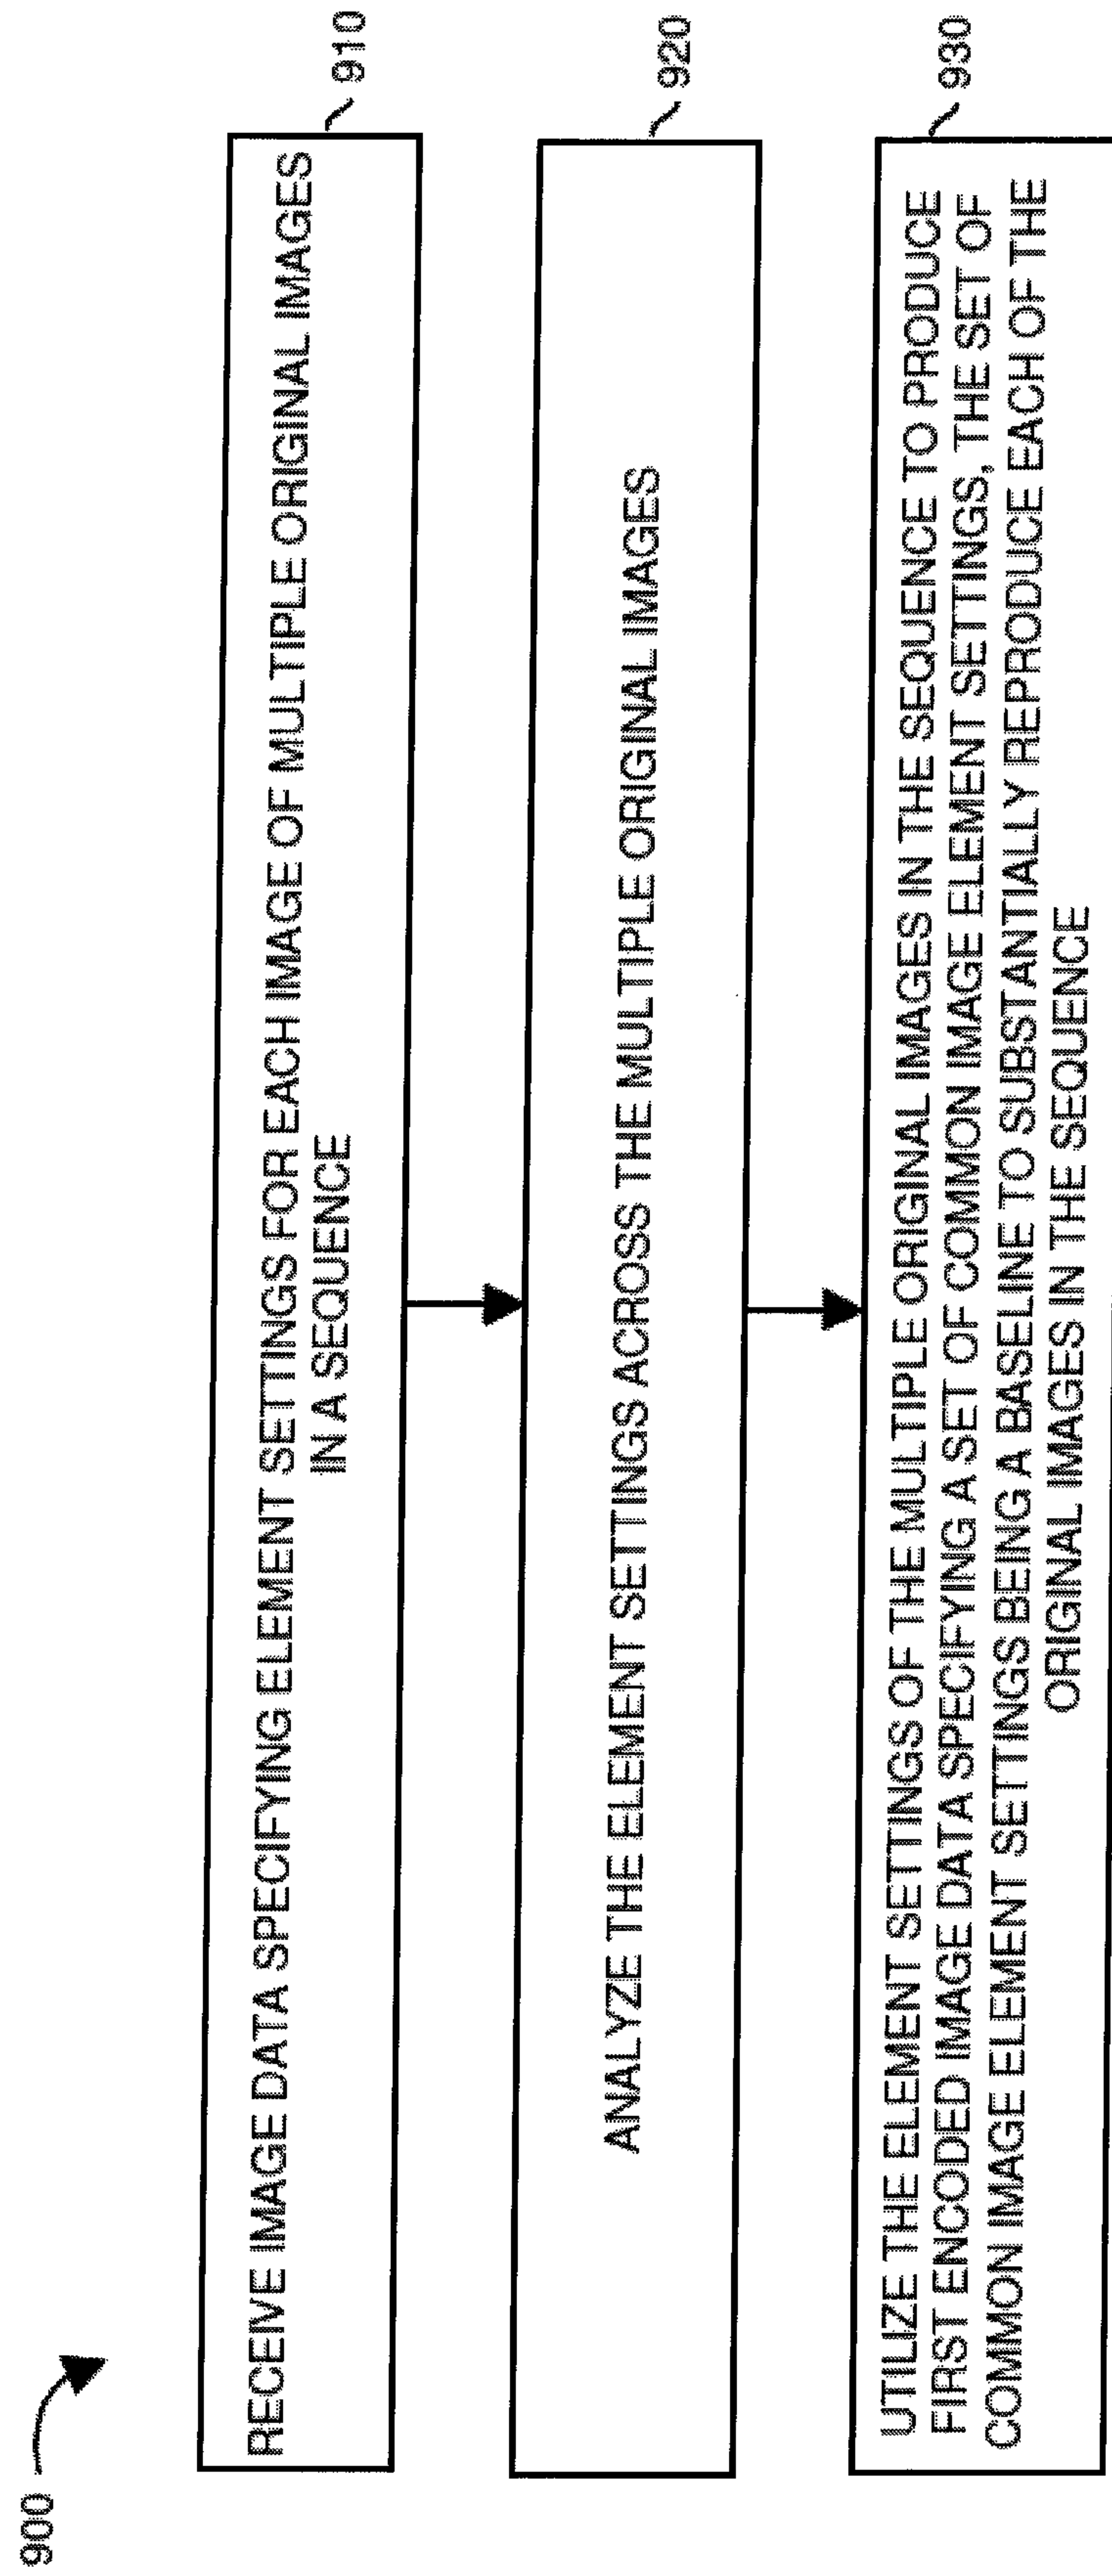 900
RECEIVE IMAGE DATA SPECIFYING ELEMENT SETTINGS FOR EACH IMAGE OF MULTIPLE ORIGINAL IMAGES
IN A SEQUENCE
910
ANALYZE THE ELEMENT SETTINGS ACROSS THE MULTIPLE ORIGINAL IMAGES
920
UTILIZE THE ELEMENT SETTINGS OF THE MULTIPLE ORIGINAL IMAGES IN THE SEQUENCE TO PRODUCE
FIRST ENCODED IMAGE DATA SPECIFYING A SET OF COMMON IMAGE ELEMENT SETTINGS, THE SET OF
COMMON IMAGE ELEMENT SETTINGS BEING A BASELINE TO SUBSTANTIALLY REPRODUCE EACH OF THE
ORIGINAL IMAGES IN THE SEQUENCE
930